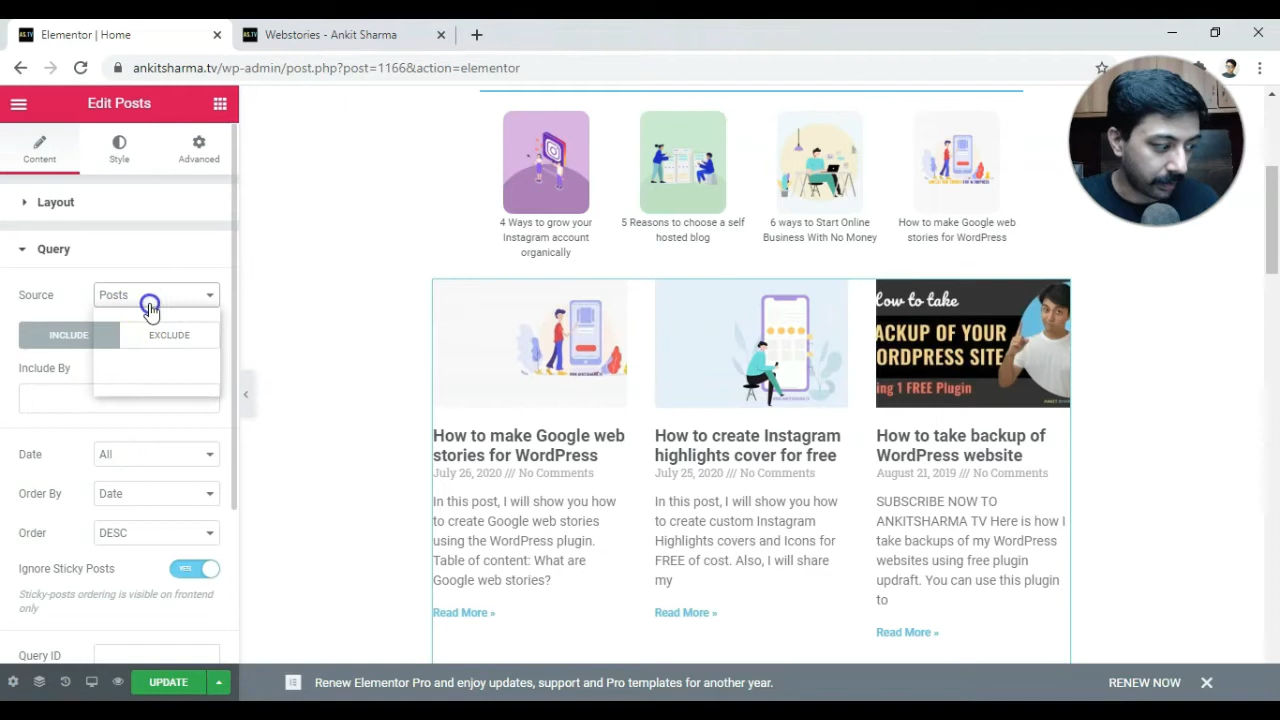 AS.TV
Elementor | Home
AS.TV
Webstories - Ankit Sharma
ankitsharma.tv/wp-admin/post.php?post=1166&action=elementor
Edit Posts
Content
Style
Advanced
Layout
Query
Source
Posts
INCLUDE
EXCLUDE
Include By
Date
All
Order By
Date
Order
DESC
Ignore Sticky Posts
YES
Sticky-posts ordering is visible on frontend
only
Query ID
UPDATE
4 Ways to grow your
Instagram account
organically
5 Reasons to choose a self
hosted blog
6 ways to Start Online
Business With No Money
How to make Google web
stories for WordPress
How to take
BACKUP OF YOUR
WORDPRESS SITE
ing 1 FREE Plugin
How to make Google web
stories for WordPress
July 26, 2020 /// No Comments
In this post, I will show you how
to create Google web stories
using the WordPress plugin.
Table of content: What are
Google web stories?
Read More »
How to create Instagram
highlights cover for free
July 25, 2020 /// No Comments
In this post, I will show you how
to create custom Instagram
Highlights covers and Icons for
FREE of cost. Also, I will share
my
Read More »
How to take backup of
WordPress website
August 21, 2019 /// No Comments
SUBSCRIBE NOW TO
ANKITSHARMA TV Here is how I
take backups of my WordPress
websites using free plugin
updraft. You can use this plugin
to
Read More »
Renew Elementor Pro and enjoy updates, support and Pro templates for another year.
RENEW NOW